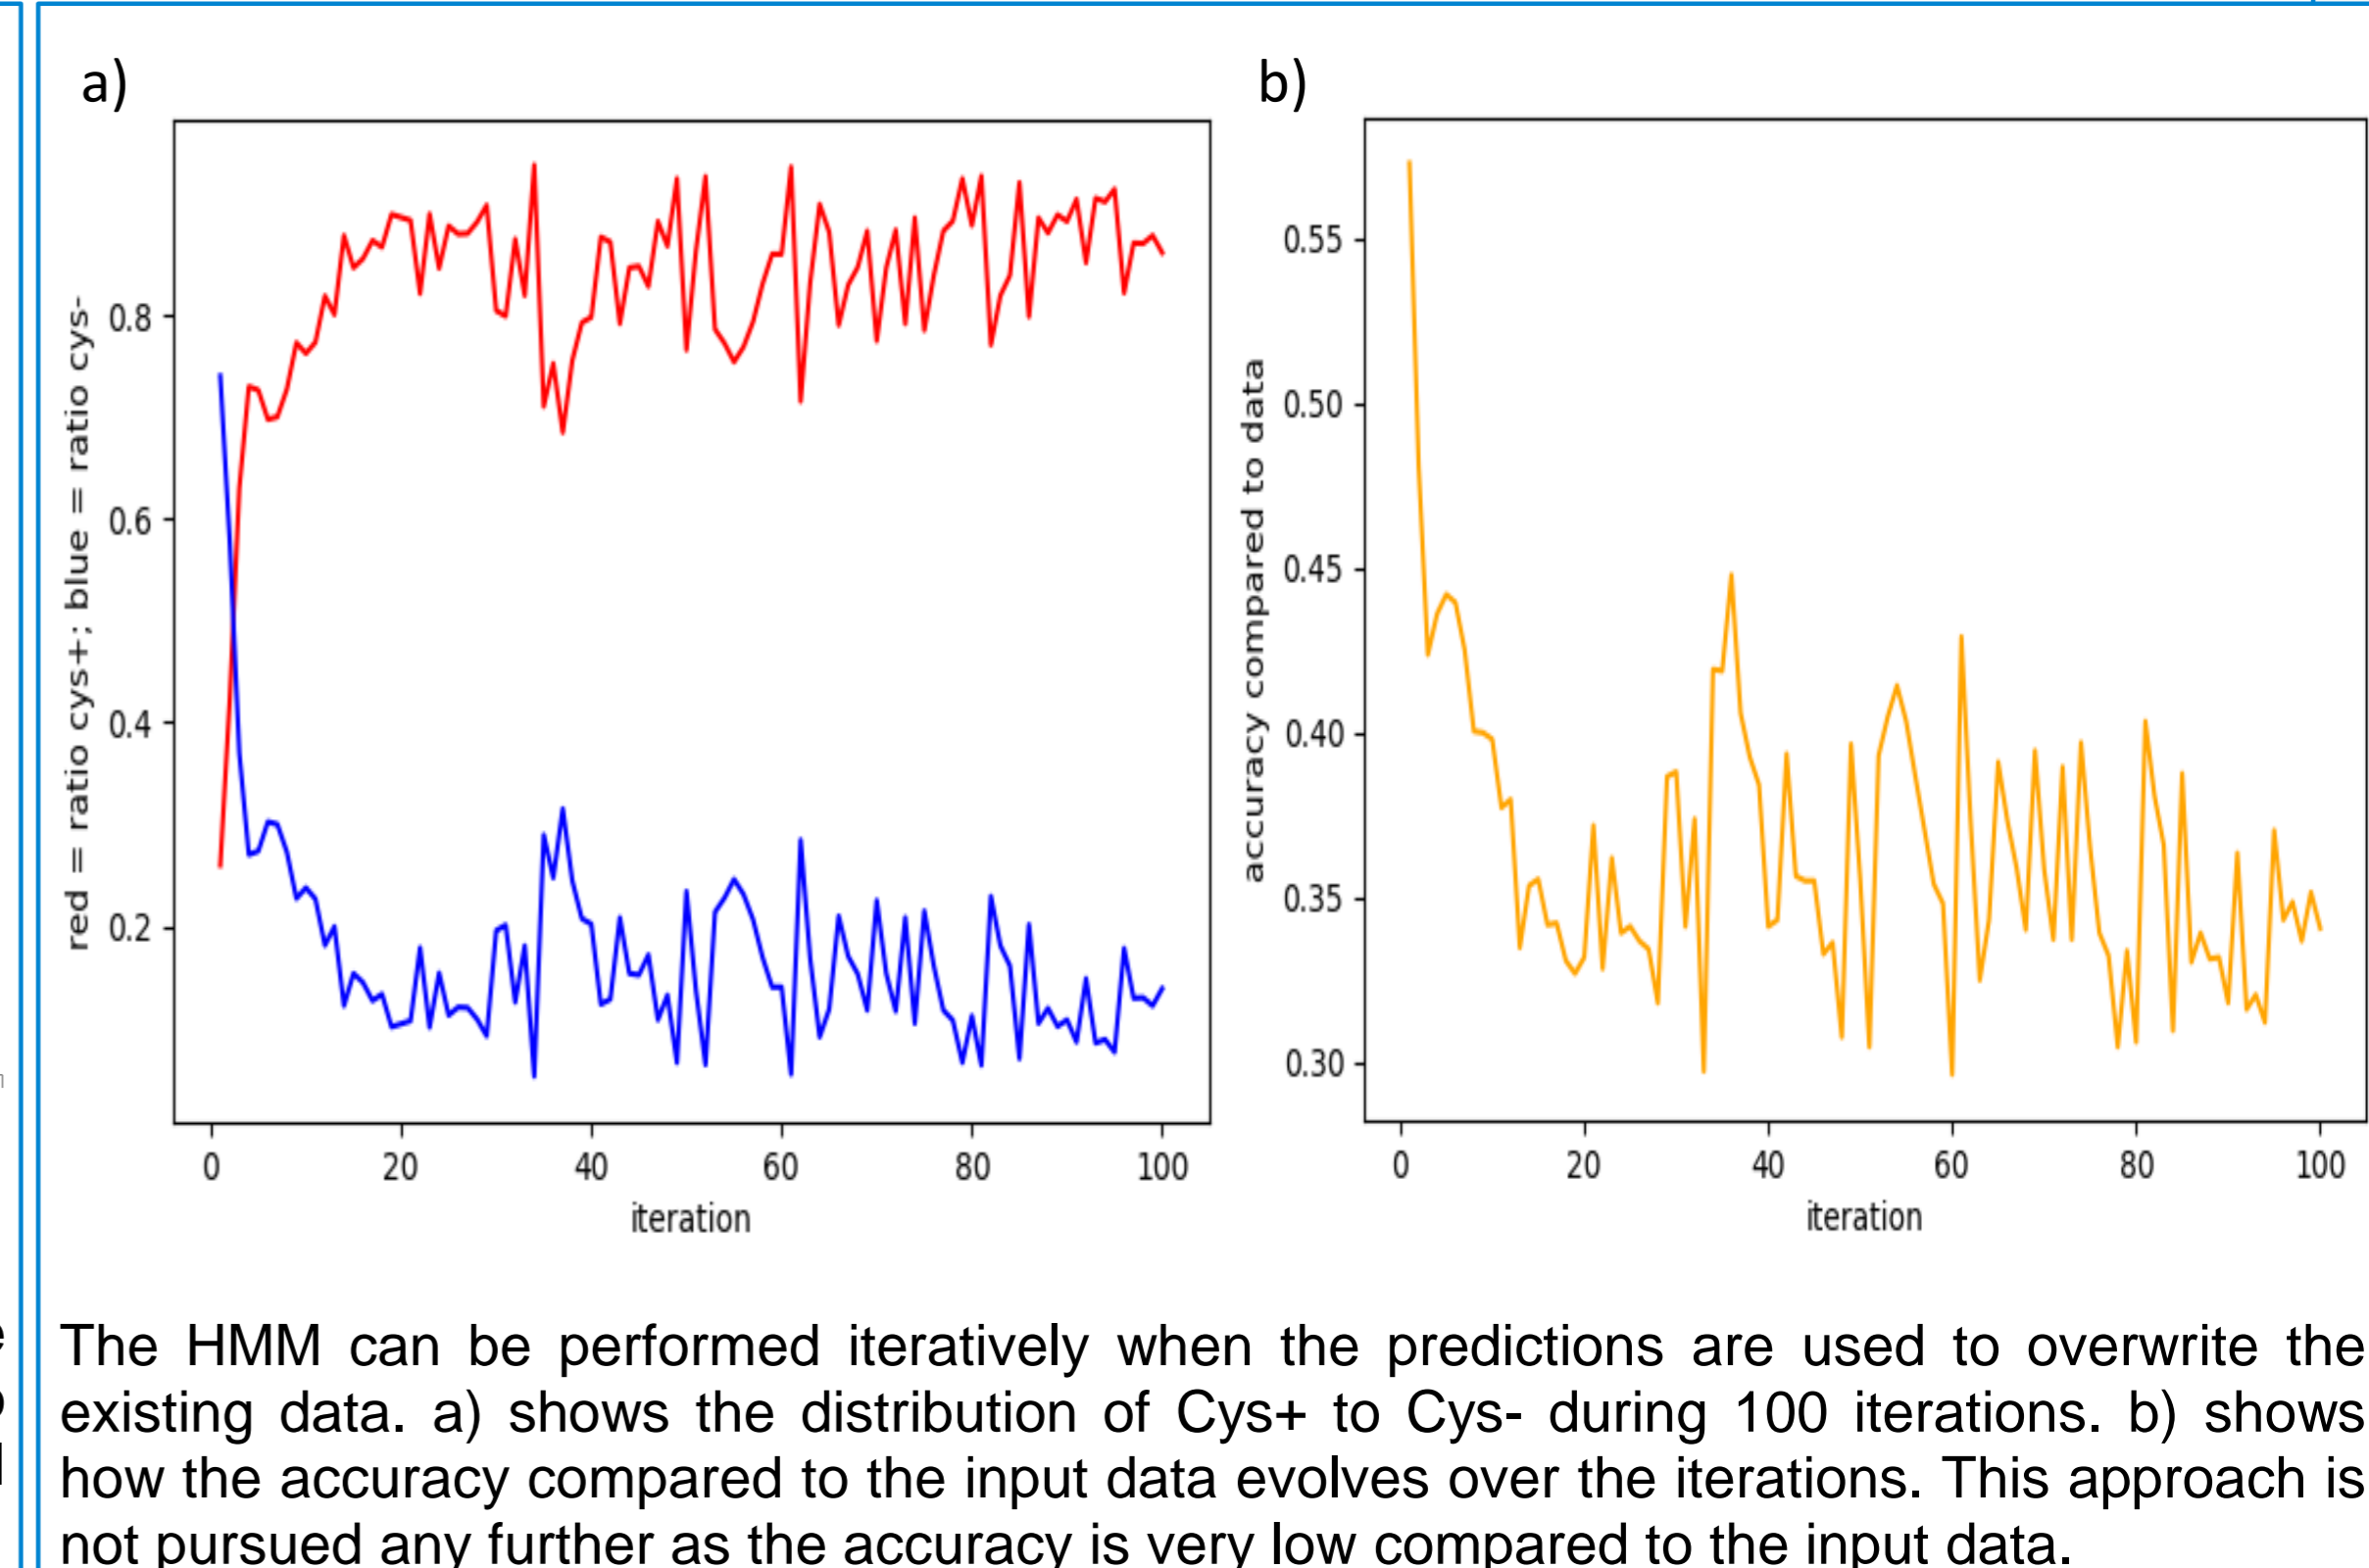 a)
b)
red = ratio cys+; blue = ratio cys-
0.8
0.6
0.4
0.2
0 20 40 60 80 100
iteration
accuracy compared to data
0.55
0.50
0.45
0.40
0.35
0.30
0 20 40 60 80 100
iteration
The HMM can be performed iteratively when the predictions are used to overwrite the
existing data. a) shows the distribution of Cys+ to Cys- during 100 iterations. b) shows
how the accuracy compared to the input data evolves over the iterations. This approach is
not pursued any further as the accuracy is very low compared to the input data.